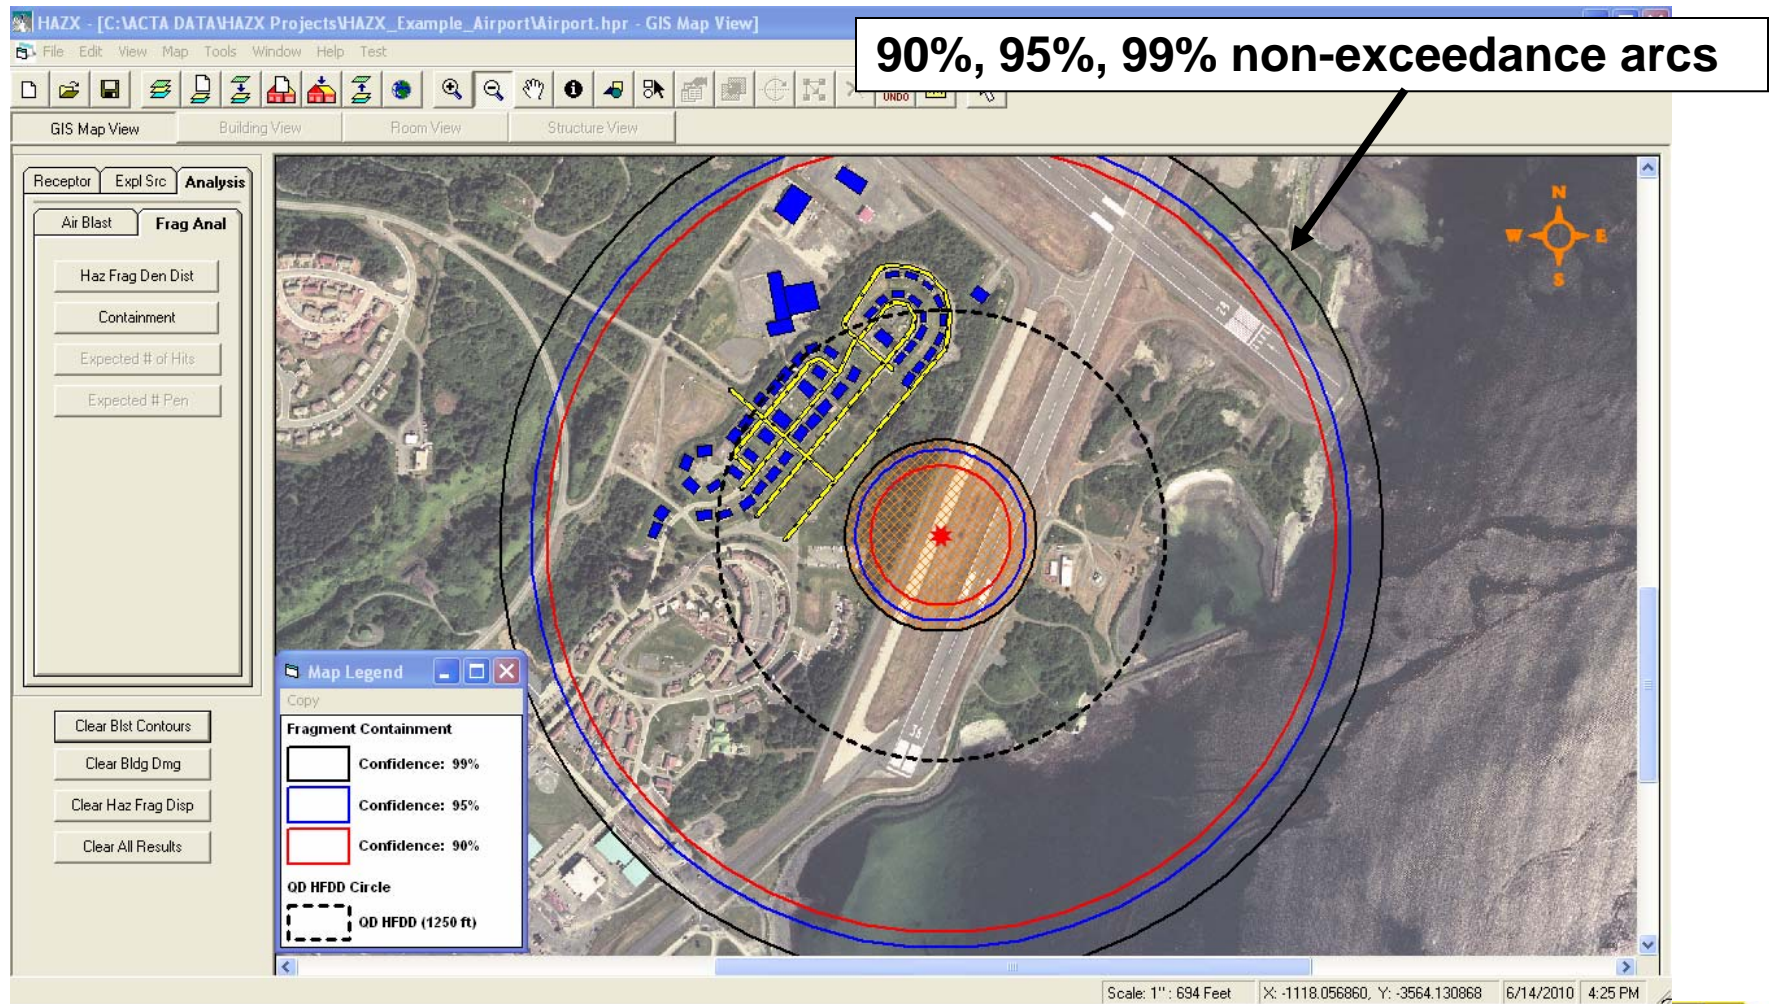 HAZX - [C:\ACTA DATA\HAZX Projects\HAZX_Example_Airport\Airport.hpr - GIS Map View]
90%, 95%, 99% non-exceedance arcs
File Edit View Map Tools Window Help Test
UNDO
GIS Map View Building View Room View Structure View
Receptor Expl Src Analysis
Air Blast Frag Anal
Haz Frag Den Dist
Containment
Expected # of Hits
Expected # Pen
Clear Blst Contours
Clear Bldg Dmg
Clear Haz Frag Disp
Clear All Results
N
W E
S
29
36
Map Legend
Copy
Fragment Containment
Confidence: 99%
Confidence: 95%
Confidence: 90%
QD HFDD Circle
QD HFDD (1250 ft)
Scale: 1" : 694 Feet X: -1118.056860, Y: -3564.130868 6/14/2010 4:25 PM